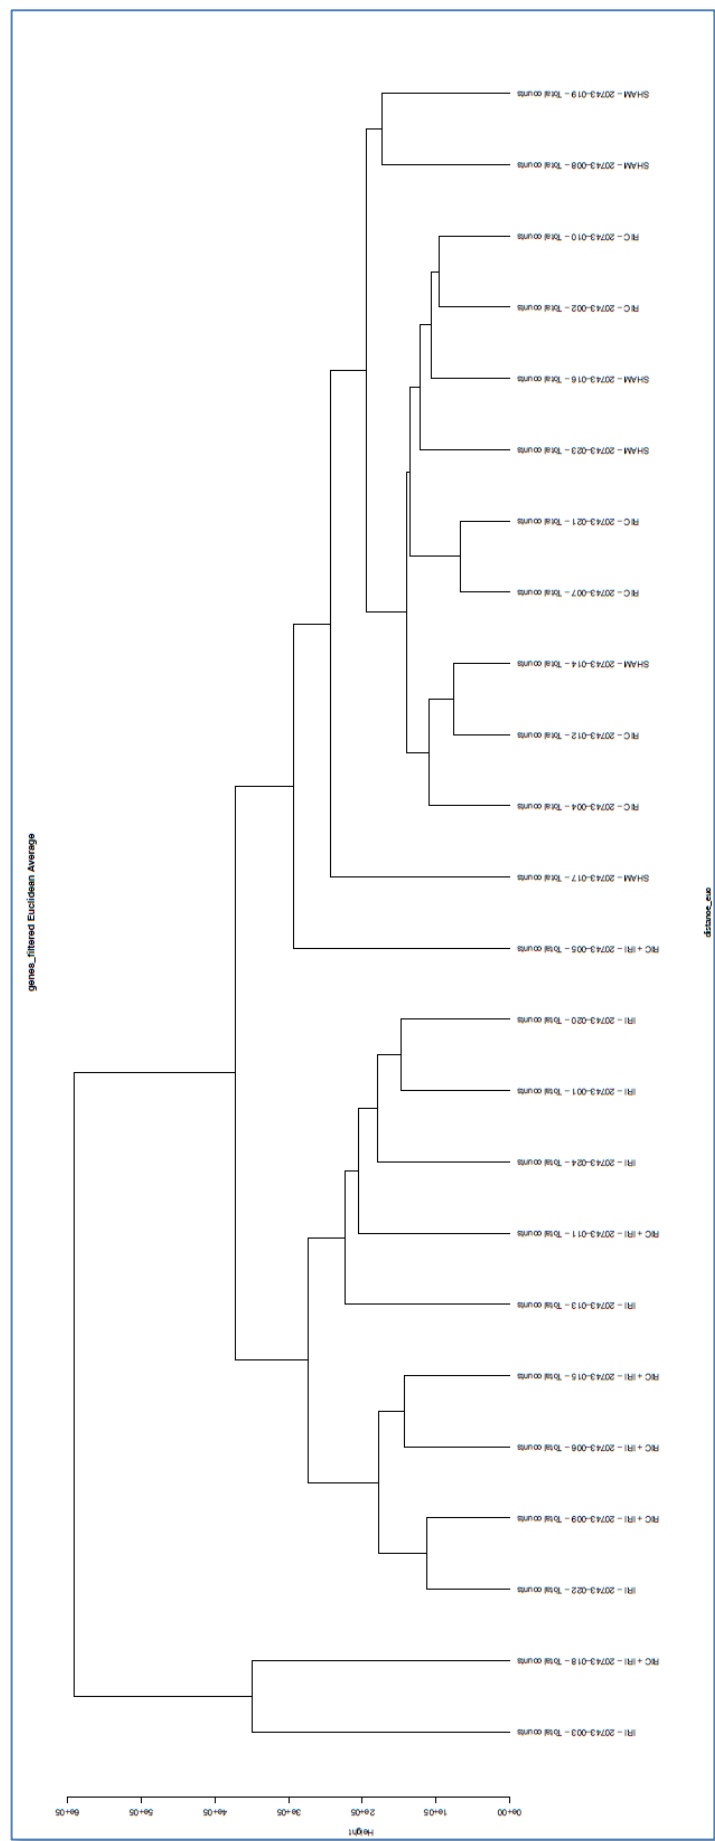 genes_filtered Euclidean Average
SHAM – 20743-019 – Total counts
SHAM – 20743-008 – Total counts
RIC – 20743-010 – Total counts
RIC – 20743-002 – Total counts
SHAM – 20743-016 – Total counts
SHAM – 20743-023 – Total counts
RIC – 20743-021 – Total counts
RIC – 20743-007 – Total counts
SHAM – 20743-014 – Total counts
RIC – 20743-012 – Total counts
RIC – 20743-004 – Total counts
SHAM – 20743-017 – Total counts
RIC + IRI – 20743-005 – Total counts
IRI – 20743-020 – Total counts
IRI – 20743-001 – Total counts
IRI – 20743-024 – Total counts
RIC + IRI – 20743-011 – Total counts
IRI – 20743-013 – Total counts
RIC + IRI – 20743-015 – Total counts
RIC + IRI – 20743-006 – Total counts
RIC + IRI – 20743-009 – Total counts
IRI – 20743-022 – Total counts
RIC + IRI – 20743-018 – Total counts
IRI – 20743-003 – Total counts
distance_euc
6e+05 5e+05 4e+05 3e+05 2e+05 1e+05 0e+00
Height